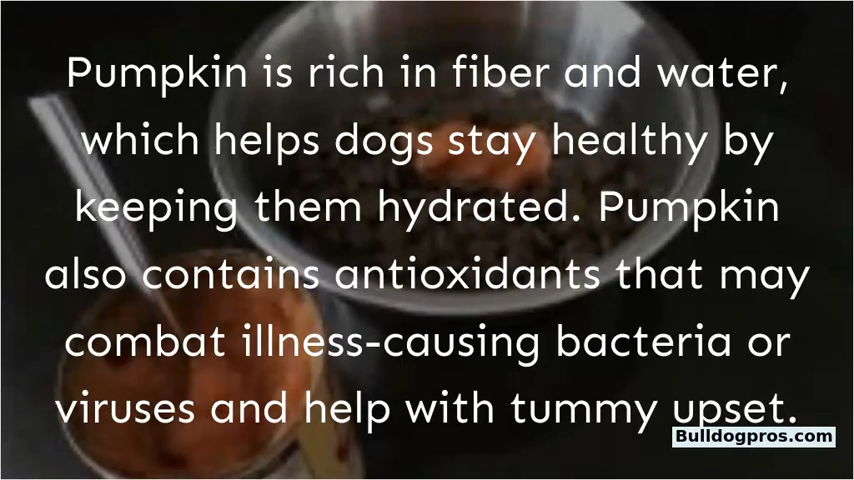 Pumpkin is rich in fiber and water,
which helps dogs stay healthy by
keeping them hydrated. Pumpkin
also contains antioxidants that may
combat illness-causing bacteria or
viruses and help with tummy upset.
Bulldogpros.com